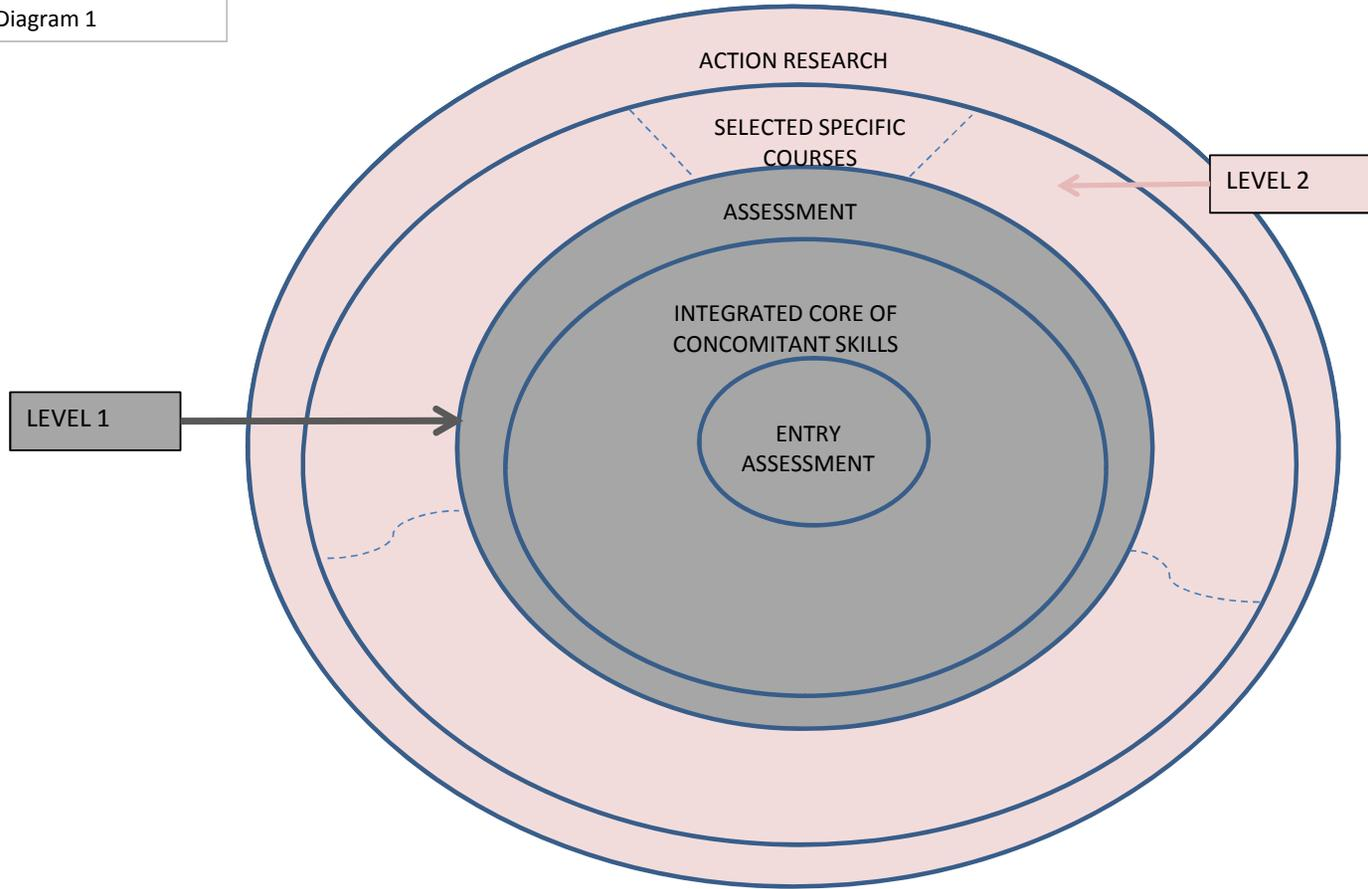 Diagram 1
ACTION RESEARCH
SELECTED SPECIFIC
COURSES
LEVEL 2
ASSESSMENT
INTEGRATED CORE OF
CONCOMITANT SKILLS
LEVEL 1
ENTRY
ASSESSMENT